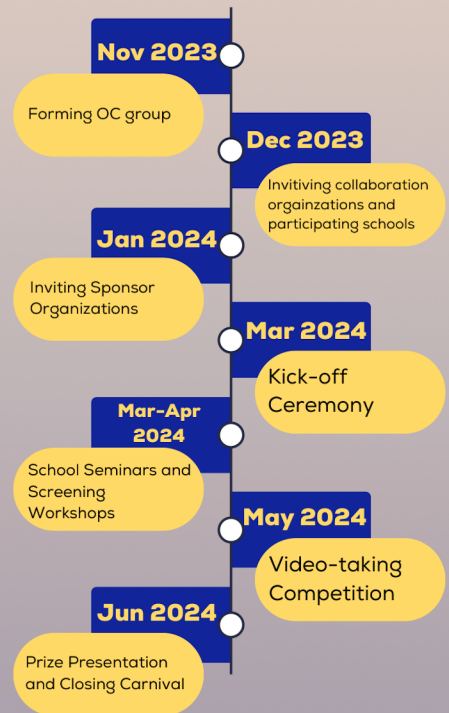 Nov 2023
Forming OC group
Dec 2023
Invitiving collaboration
orgainzations and
participating schools
Jan 2024
Inviting Sponsor
Organizations
Mar 2024
Kick-off
Ceremony
Mar-Apr
2024
School Seminars and
Screening
Workshops
May 2024
Video-taking
Competition
Jun 2024
Prize Presentation
and Closing Carnival